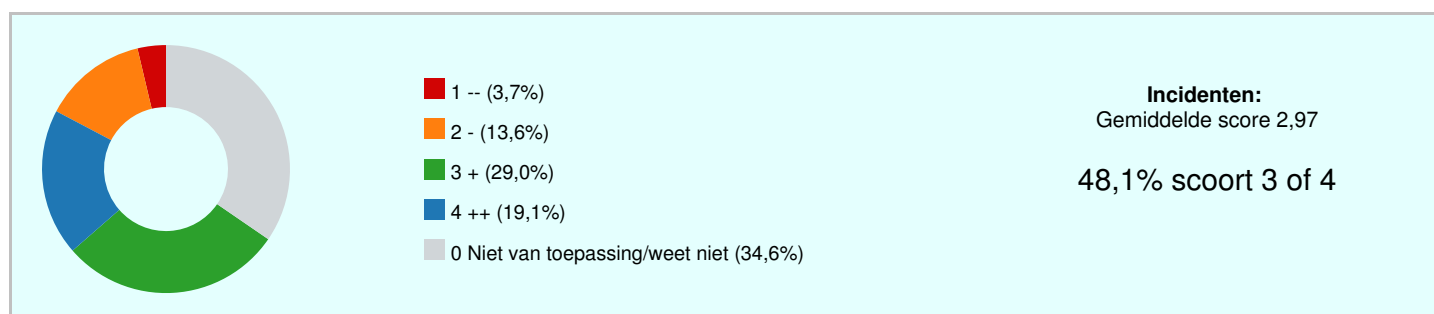 1 -- (3,7%)
2 - (13,6%)
3 + (29,0%)
4 ++ (19,1%)
0 Niet van toepassing/weet niet (34,6%)
Incidenten:
Gemiddelde score 2,97
48,1% scoort 3 of 4